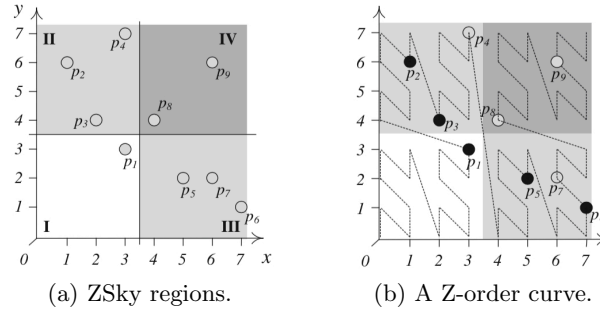 y
II
p4
IV
7
6
p2
p9
5
p3
p8
4
3
p1
2
p5
p7
1
I
III
p6
0
1 2 3 4 5 6 7 x
(a) ZSky regions.
y
7
p4
6
p2
p9
5
p8
4
p3
3
p1
2
p5
p7
1
p
0
1 2 3 4 5 6 7
(b) A Z-order curve.